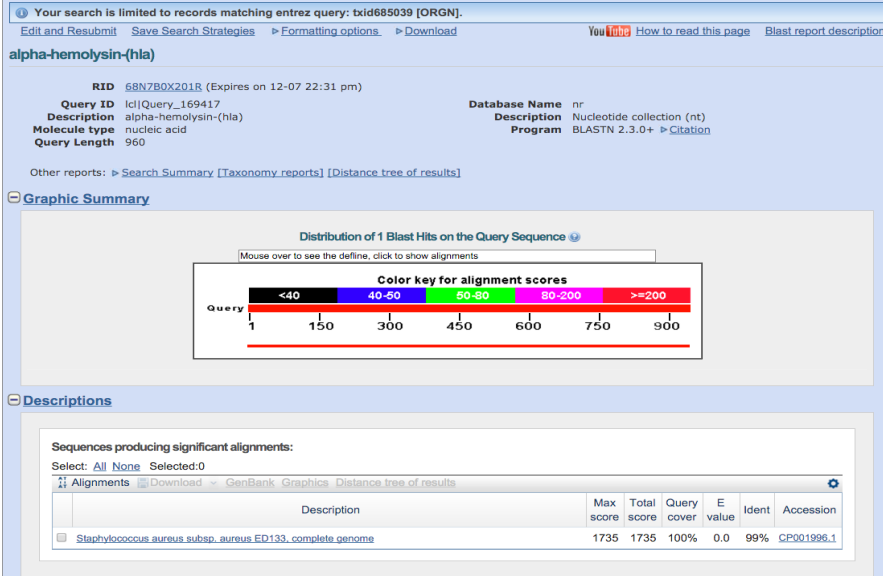 Your search is limited to records matching entrez query: txid685039 [ORGN].
Edit and Resubmit Save Search Strategies Formatting options Download YouTube How to read this page Blast report description
alpha-hemolysin-(hla)
RID 68N7B0X201R (Expires on 12-07 22:31 pm)
Query ID lcl|Query_169417 Database Name nr
Description alpha-hemolysin-(hla) Description Nucleotide collection (nt)
Molecule type nucleic acid Program BLASTN 2.3.0+ Citation
Query Length 960
Other reports: Search Summary [Taxonomy reports] [Distance tree of results]
Graphic Summary
Distribution of 1 Blast Hits on the Query Sequence
Mouse over to see the defline, click to show alignments
Color key for alignment scores
<40 40-50 50-80 80-200 >=200
Query
1 150 300 450 600 750 900
Descriptions
Sequences producing significant alignments:
Select: All None Selected:0
Alignments Download GenBank Graphics Distance tree of results
Description Max score Total score Query cover E value Ident Accession
Staphylococcus aureus subsp. aureus ED133, complete genome 1735 1735 100% 0.0 99% CP001996.1